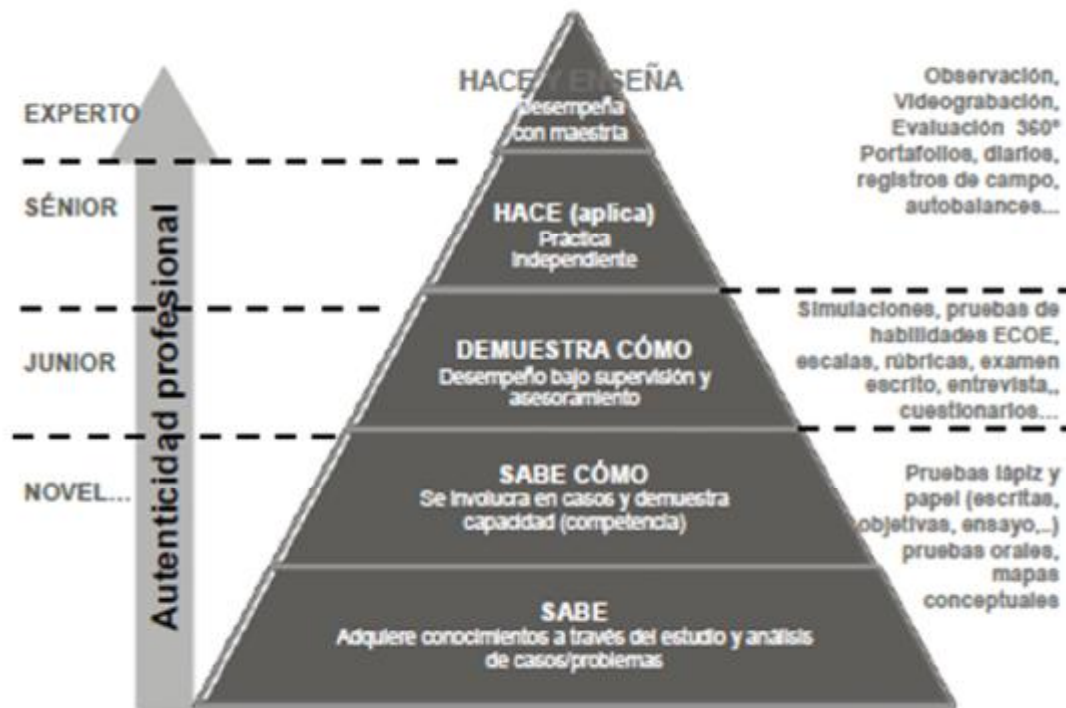 EXPERTO
SÉNIOR
JUNIOR
NOVEL...
Autenticidad profesional
HACE Y ENSEÑA
Desempeña
con maestría
HACE (aplica)
Práctica
Independiente
DEMUESTRA CÓMO
Desempeño bajo supervisión y
asesoramiento
SABE CÓMO
Se involucra en casos y demuestra
capacidad (competencia)
SABE
Adquiere conocimientos a través del estudio y análisis
de casos/problemas
Observación,
Videograbación,
Evaluación 360º
Portafolios, diarios,
registros de campo,
autobalances...
Simulaciones, pruebas de
habilidades ECOE,
escalas, rúbricas, examen
escrito, entrevista,,
cuestionarios...
Pruebas lápiz y
papel (escritas,
objetivas, ensayo,..)
pruebas orales,
mapas
conceptuales